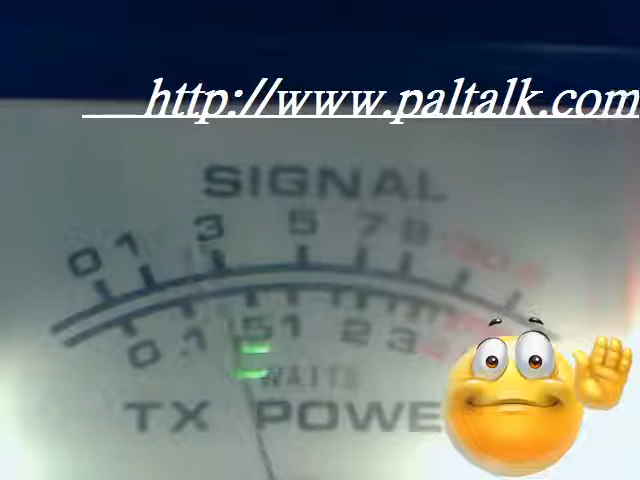 http://www.paltalk.com
SIGNAL
0 1 3 5 7 9
0 .1 .5 1 2 3
WATTS
TX POWE